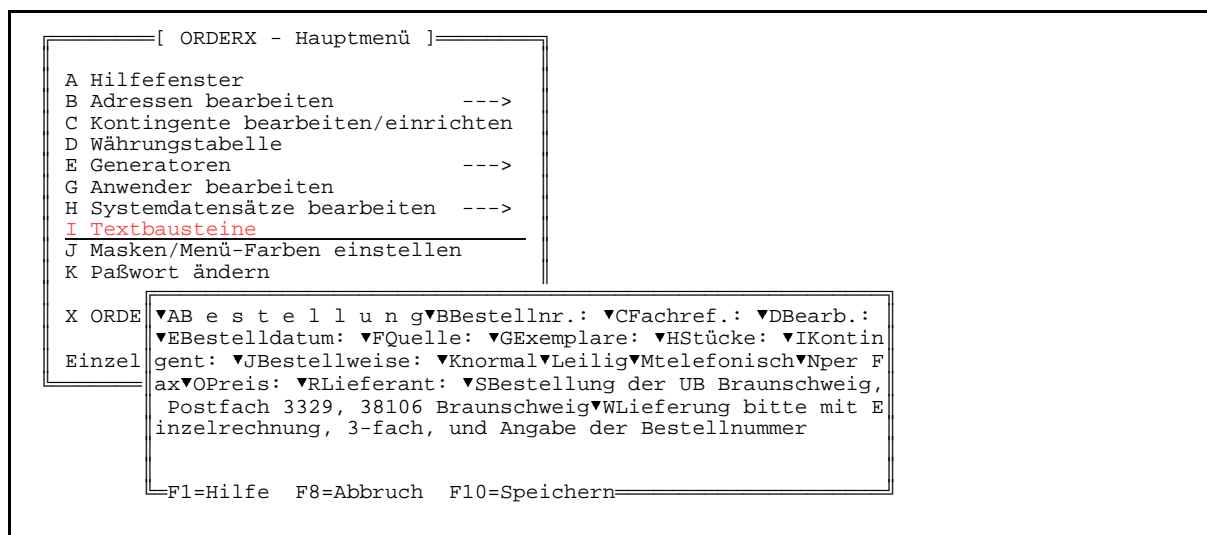 [ ORDERX - Hauptmenü ]
A Hilfefenster
B Adressen bearbeiten --->
C Kontingente bearbeiten/einrichten
D Währungstabelle
E Generatoren --->
G Anwender bearbeiten
H Systemdatensätze bearbeiten --->
I Textbausteine
J Masken/Menü-Farben einstellen
K Paßwort ändern
X ORDE
Einzel
▼AB e s t e l l u n g▼BBestellnr.: ▼CFachref.: ▼DBearb.:
▼EBestelldatum: ▼FQuelle: ▼GExemplare: ▼HStücke: ▼IKontin
gent: ▼JBestellweise: ▼Knormal▼Leilig▼Mtelefonisch▼Nper F
ax▼OPreis: ▼RLieferant: ▼SBestellung der UB Braunschweig,
Postfach 3329, 38106 Braunschweig▼WLieferung bitte mit E
inzelrechnung, 3-fach, und Angabe der Bestellnummer
F1=Hilfe F8=Abbruch F10=Speichern